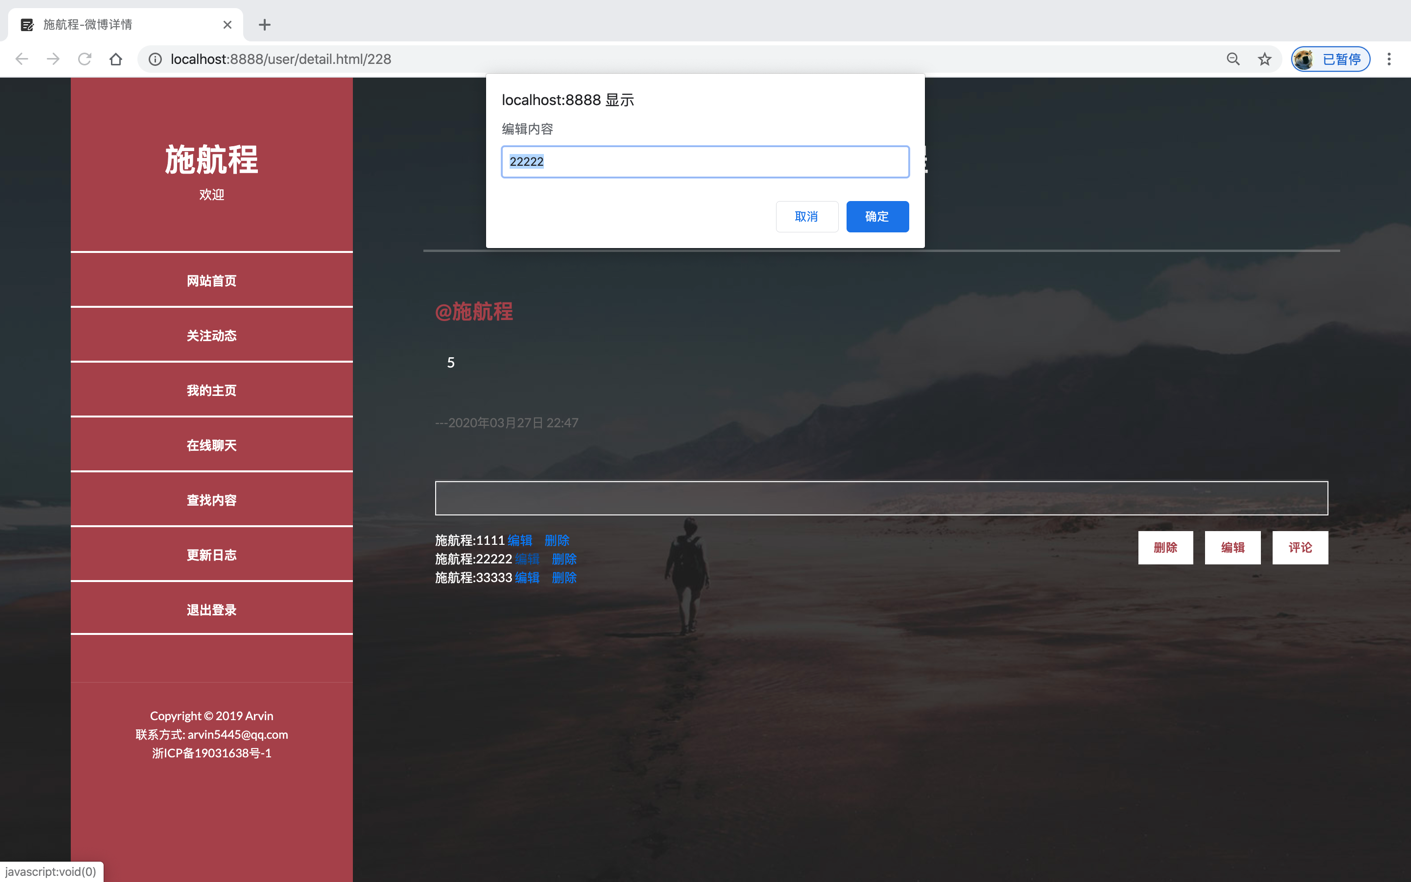 施航程-微博详情
localhost:8888/user/detail.html/228
已暂停
localhost:8888 显示
编辑内容
22222
取消
确定
施航程
欢迎
网站首页
关注动态
我的主页
在线聊天
查找内容
更新日志
退出登录
Copyright © 2019 Arvin
联系方式: arvin5445@qq.com
浙ICP备19031638号-1
@施航程
5
---2020年03月27日 22:47
施航程:1111 编辑 删除
施航程:22222 编辑 删除
施航程:33333 编辑 删除
删除
编辑
评论
javascript:void(0)